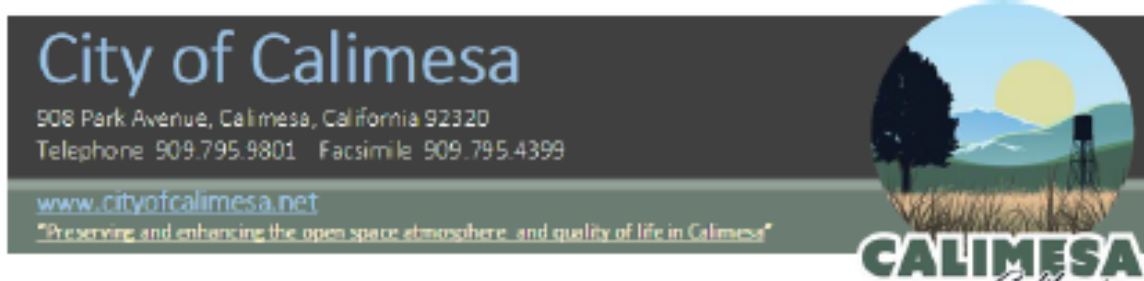 City of Calimesa
908 Park Avenue, Calimesa, California 92320
Telephone 909.795.9801 Facsimile 909.795.4399
www.cityofcalimesa.net
"Preserving and enhancing the open space atmosphere and quality of life in Calimesa"
CALIMESA